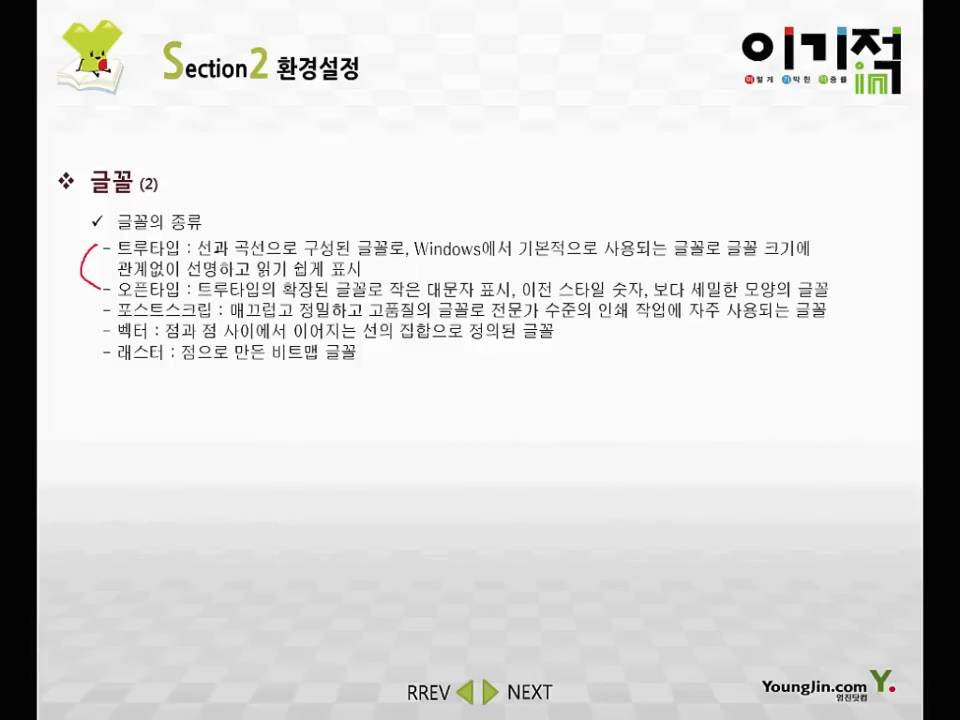 Section2 환경설정
이기적in
이렇게 기막힌 적중률
❖ 글꼴 (2)
✓ 글꼴의 종류
- 트루타입 : 선과 곡선으로 구성된 글꼴로, Windows에서 기본적으로 사용되는 글꼴로 글꼴 크기에
관계없이 선명하고 읽기 쉽게 표시
- 오픈타입 : 트루타입의 확장된 글꼴로 작은 대문자 표시, 이전 스타일 숫자, 보다 세밀한 모양의 글꼴
- 포스트스크립 : 매끄럽고 정밀하고 고품질의 글꼴로 전문가 수준의 인쇄 작업에 자주 사용되는 글꼴
- 벡터 : 점과 점 사이에서 이어지는 선의 집합으로 정의된 글꼴
- 래스터 : 점으로 만든 비트맵 글꼴
RREV NEXT
YoungJin.com Y.
영진닷컴